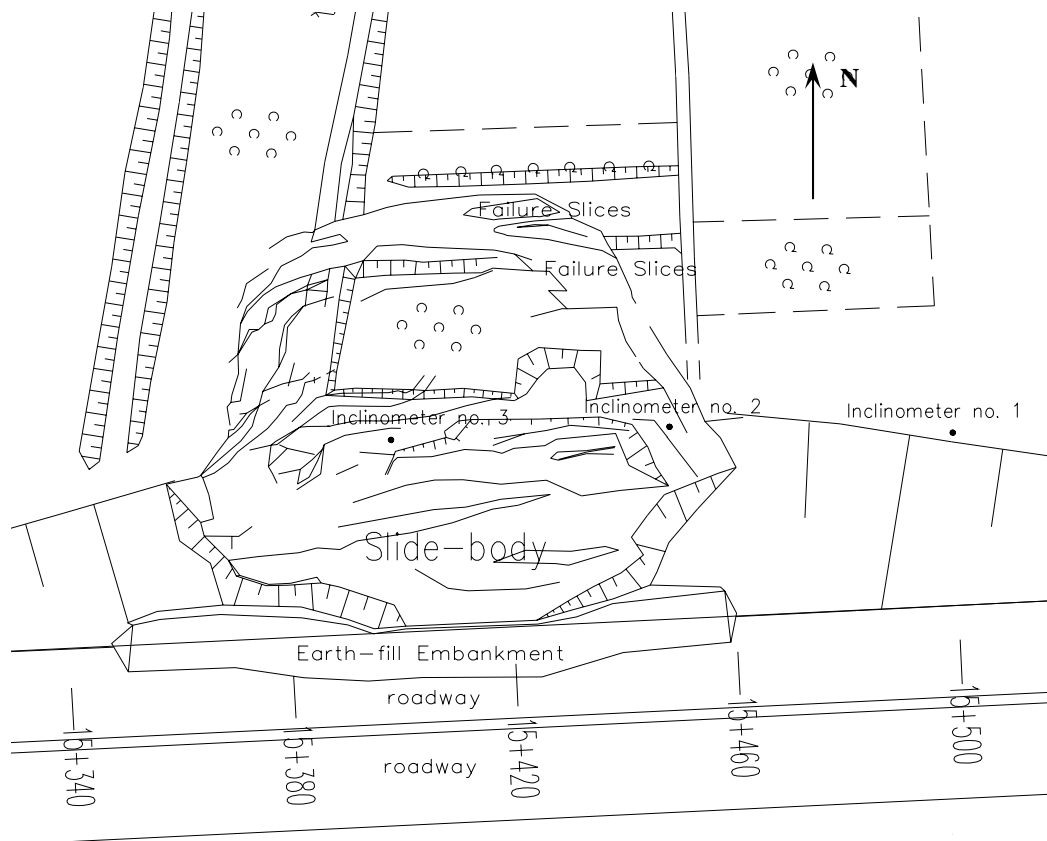 N
Failure Slices
Failure Slices
Inclinometer no. 3
Inclinometer no. 2
Inclinometer no. 1
Slide-body
Earth-fill Embankment
roadway
15+340
15+380
15+420
15+460
15+500
roadway